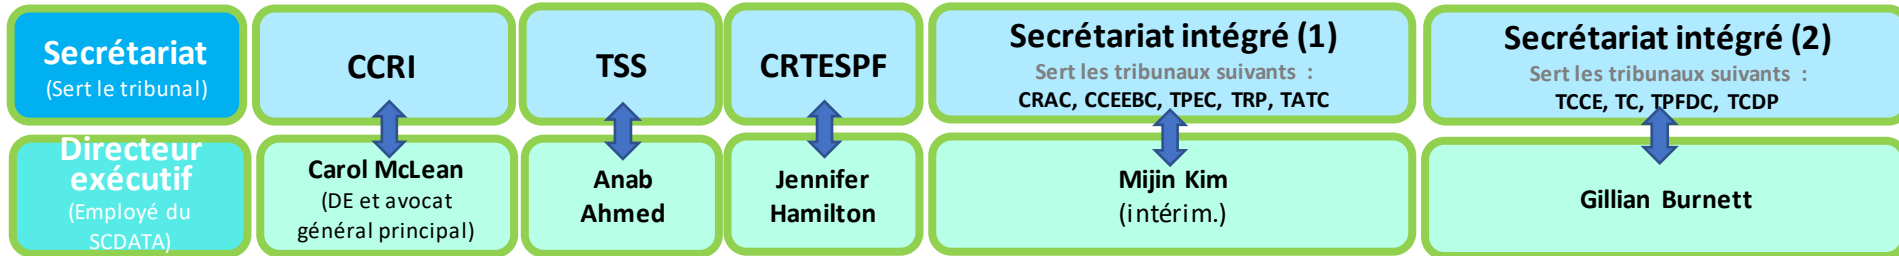 Secrétariat
(Sert le tribunal)
CCRI
TSS
CRTESPF
Secrétariat intégré (1)
Sert les tribunaux suivants :
CRAC, CCEEBC, TPEC, TRP, TATC
Secrétariat intégré (2)
Sert les tribunaux suivants :
TCCE, TC, TPFDC, TCDP
Directeur
exécutif
(Employé du
SCDATA)
Carol McLean
(DE et avocat
général principal)
Anab
Ahmed
Jennifer
Hamilton
Mijin Kim
(intérim.)
Gillian Burnett